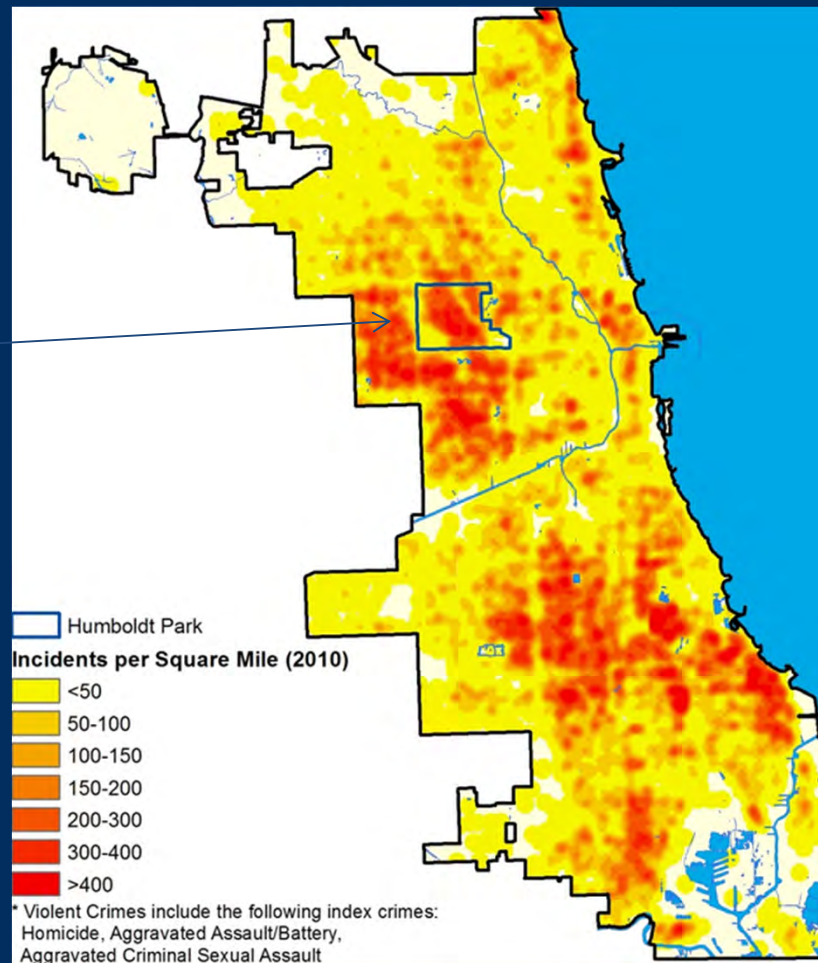 Humboldt Park
Incidents per Square Mile (2010)
<50
50-100
100-150
150-200
200-300
300-400
>400
* Violent Crimes include the following index crimes:
Homicide, Aggravated Assault/Battery,
Aggravated Criminal Sexual Assault